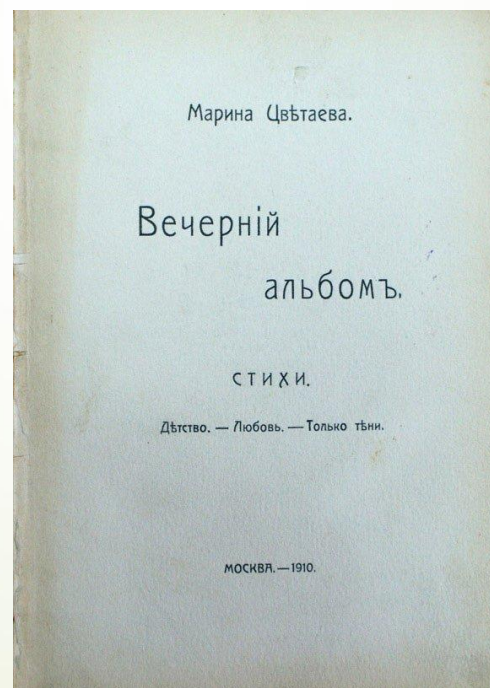 Марина Цвѣтаева.
Вечерній
альбомъ.
СТИХИ.
Дѣтство. — Любовь. — Только тѣни.
МОСКВА. — 1910.